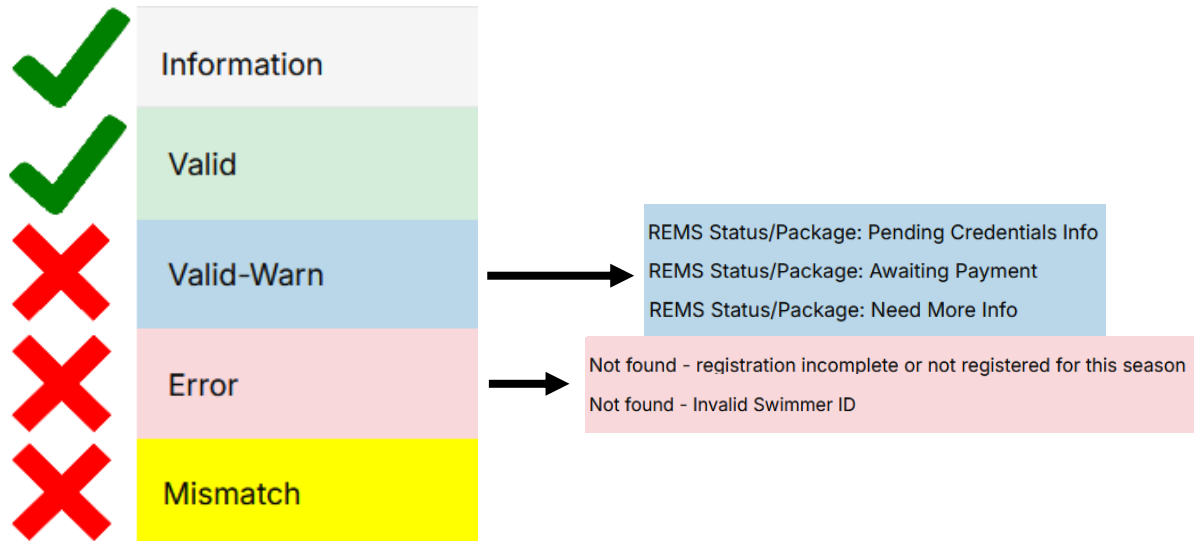 Information
Valid
Valid-Warn
REMS Status/Package: Pending Credentials Info
REMS Status/Package: Awaiting Payment
REMS Status/Package: Need More Info
Error
Not found - registration incomplete or not registered for this season
Not found - Invalid Swimmer ID
Mismatch